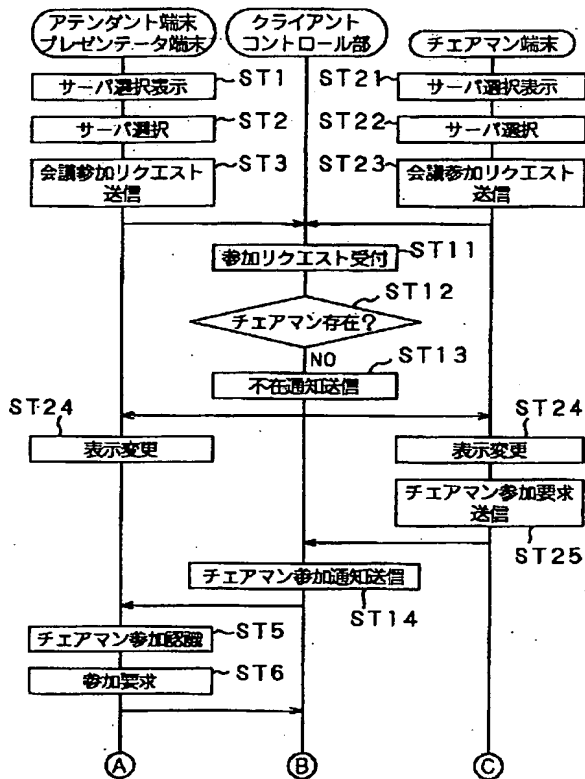 アテンダント端末
プレゼンテータ端末
クライアント
コントロール部
チェアマン端末
サーバ選択表示
ST1
ST21
サーバ選択表示
サーバ選択
ST2
ST22
サーバ選択
会議参加リクエスト
送信
ST3
ST23
会議参加リクエスト
送信
参加リクエスト受付
ST11
チェアマン存在?
ST12
NO
不在通知送信
ST13
ST24
表示変更
ST24
表示変更
チェアマン参加要求
送信
ST25
チェアマン参加通知送信
ST14
チェアマン参加認識
ST5
参加要求
ST6
A
B
C